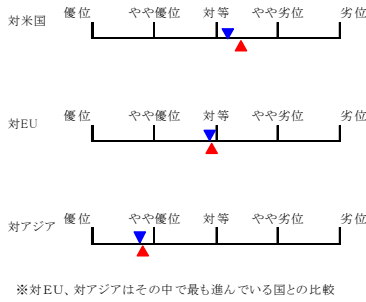 優位 やや優位 対等 やや劣位 劣位
対米国
優位 やや優位 対等 やや劣位 劣位
対EU
優位 やや優位 対等 やや劣位 劣位
対アジア
※対EU、対アジアはその中で最も進んでいる国との比較